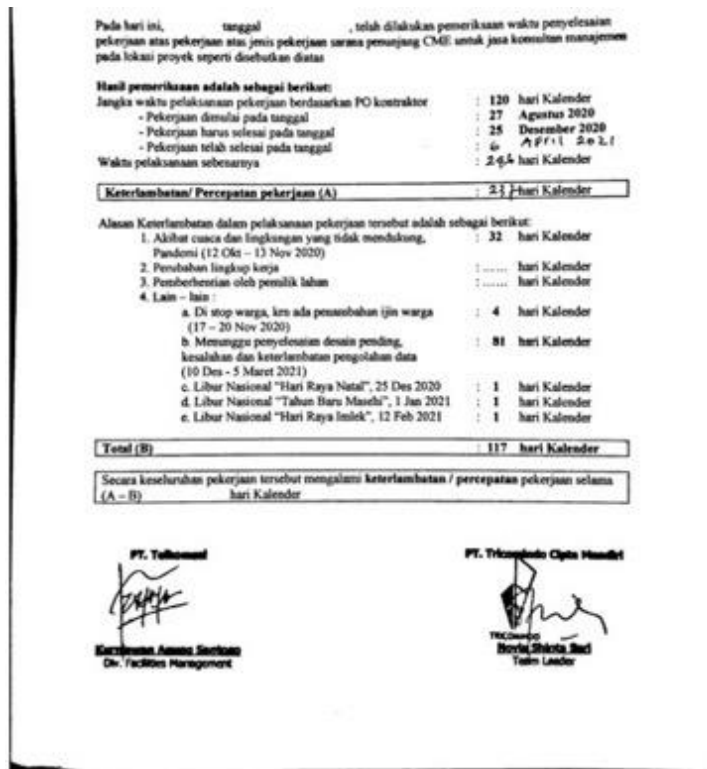 Pada hari ini, tanggal , telah dilakukan pemeriksaan waktu penyelesaian
pekerjaan atas pekerjaan atas jenis pekerjaan sarana penunjang CME untuk jasa konsultan manajemen
pada lokasi proyek seperti disebutkan diatas
Hasil pemeriksaan adalah sebagai berikut:
Jangka waktu pelaksanaan pekerjaan berdasarkan PO kontraktor : 120 hari Kalender
- Pekerjaan dimulai pada tanggal : 27 Agustus 2020
- Pekerjaan harus selesai pada tanggal : 25 Desember 2020
- Pekerjaan telah selesai pada tanggal : 6 April 2021
Waktu pelaksanaan sebenarnya : hari Kalender
Keterlambatan/ Percepatan pekerjaan (A) : hari Kalender
Alasan Keterlambatan dalam pelaksanaan pekerjaan tersebut adalah sebagai berikut:
1. Akibat cuaca dan lingkungan yang tidak mendukung, : 32 hari Kalender
Pandemi (12 Okt – 13 Nov 2020)
2. Perubahan lingkup kerja : ...... hari Kalender
3. Pemberhentian oleh pemilik lahan : ...... hari Kalender
4. Lain – lain :
a. Di stop warga, krn ada penambahan ijin warga : 4 hari Kalender
(17 – 20 Nov 2020)
b. Menunggu penyelesaian desain pending, : 81 hari Kalender
kesalahan dan keterlambatan pengolahan data
(10 Des - 5 Maret 2021)
c. Libur Nasional "Hari Raya Natal", 25 Des 2020 : 1 hari Kalender
d. Libur Nasional "Tahun Baru Masehi", 1 Jan 2021 : 1 hari Kalender
e. Libur Nasional "Hari Raya Imlek", 12 Feb 2021 : 1 hari Kalender
Total (B) : 117 hari Kalender
Secara keseluruhan pekerjaan tersebut mengalami keterlambatan / percepatan pekerjaan selama
(A – B) hari Kalender
PT. Telkomsel PT. Tricomindo Cipta Mandiri
TRICOMINDO
Novia Shinta Sari
Div. Facilities Management Team Leader